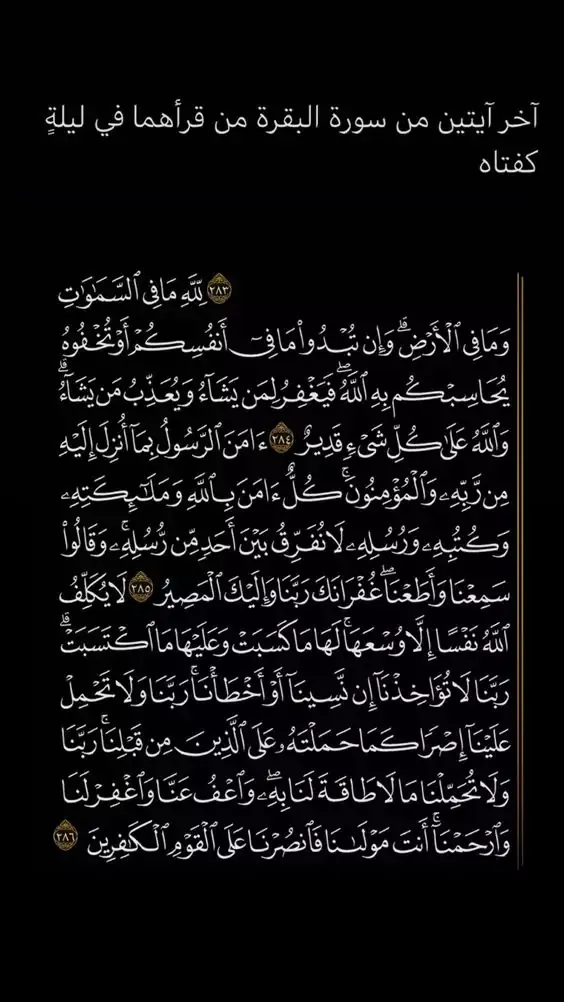 آخر آيتين من سورة البقرة من قرأهما في ليلةٍ
كفتاه
٢٨٣ لِلَّهِ مَا فِي ٱلسَّمَٰوَٰتِ
وَمَا فِي ٱلْأَرْضِۗ وَإِن تُبْدُوا۟ مَا فِيٓ أَنفُسِكُمْ أَوْ تُخْفُوهُ
يُحَاسِبْكُم بِهِ ٱللَّهُۖ فَيَغْفِرُ لِمَن يَشَآءُ وَيُعَذِّبُ مَن يَشَآءُۗ
وَٱللَّهُ عَلَىٰ كُلِّ شَىْءٍ قَدِيرٌ ٢٨٤ ءَامَنَ ٱلرَّسُولُ بِمَآ أُنزِلَ إِلَيْهِ
مِن رَّبِّهِۦ وَٱلْمُؤْمِنُونَۚ كُلٌّ ءَامَنَ بِٱللَّهِ وَمَلَٰٓئِكَتِهِۦ
وَكُتُبِهِۦ وَرُسُلِهِۦ لَا نُفَرِّقُ بَيْنَ أَحَدٍ مِّن رُّسُلِهِۦۚ وَقَالُوا۟
سَمِعْنَا وَأَطَعْنَاۖ غُفْرَانَكَ رَبَّنَا وَإِلَيْكَ ٱلْمَصِيرُ ٢٨٥ لَا يُكَلِّفُ
ٱللَّهُ نَفْسًا إِلَّا وُسْعَهَاۚ لَهَا مَا كَسَبَتْ وَعَلَيْهَا مَا ٱكْتَسَبَتْۗ
رَبَّنَا لَا تُؤَاخِذْنَآ إِن نَّسِينَآ أَوْ أَخْطَأْنَاۚ رَبَّنَا وَلَا تَحْمِلْ
عَلَيْنَآ إِصْرًا كَمَا حَمَلْتَهُۥ عَلَى ٱلَّذِينَ مِن قَبْلِنَاۚ رَبَّنَا
وَلَا تُحَمِّلْنَا مَا لَا طَاقَةَ لَنَا بِهِۦۖ وَٱعْفُ عَنَّا وَٱغْفِرْ لَنَا
وَٱرْحَمْنَآۚ أَنتَ مَوْلَىٰنَا فَٱنصُرْنَا عَلَى ٱلْقَوْمِ ٱلْكَٰفِرِينَ ٢٨٦